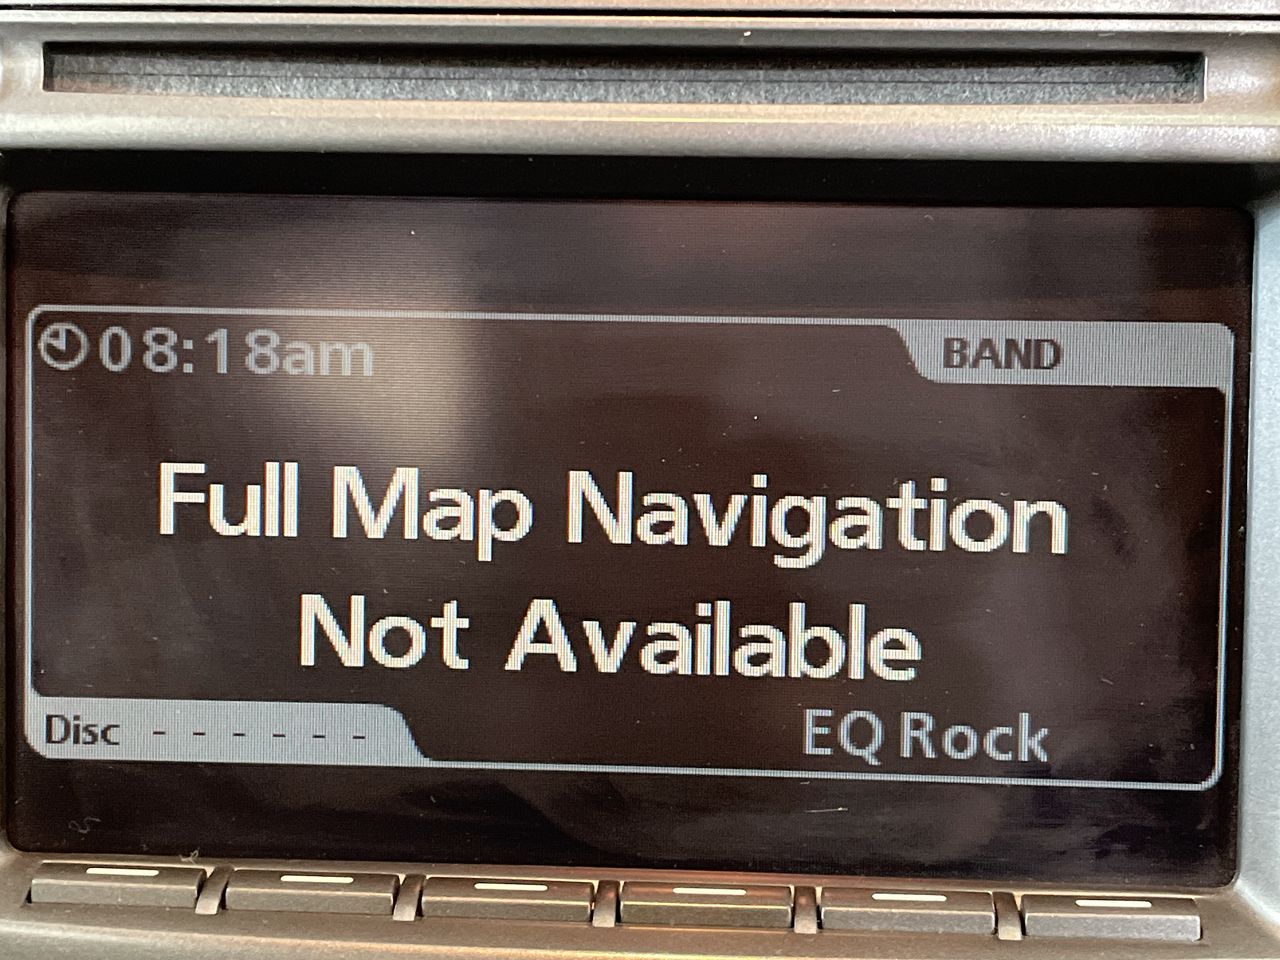 08:18am
BAND
Full Map Navigation
Not Available
Disc - - - - - -
EQ Rock